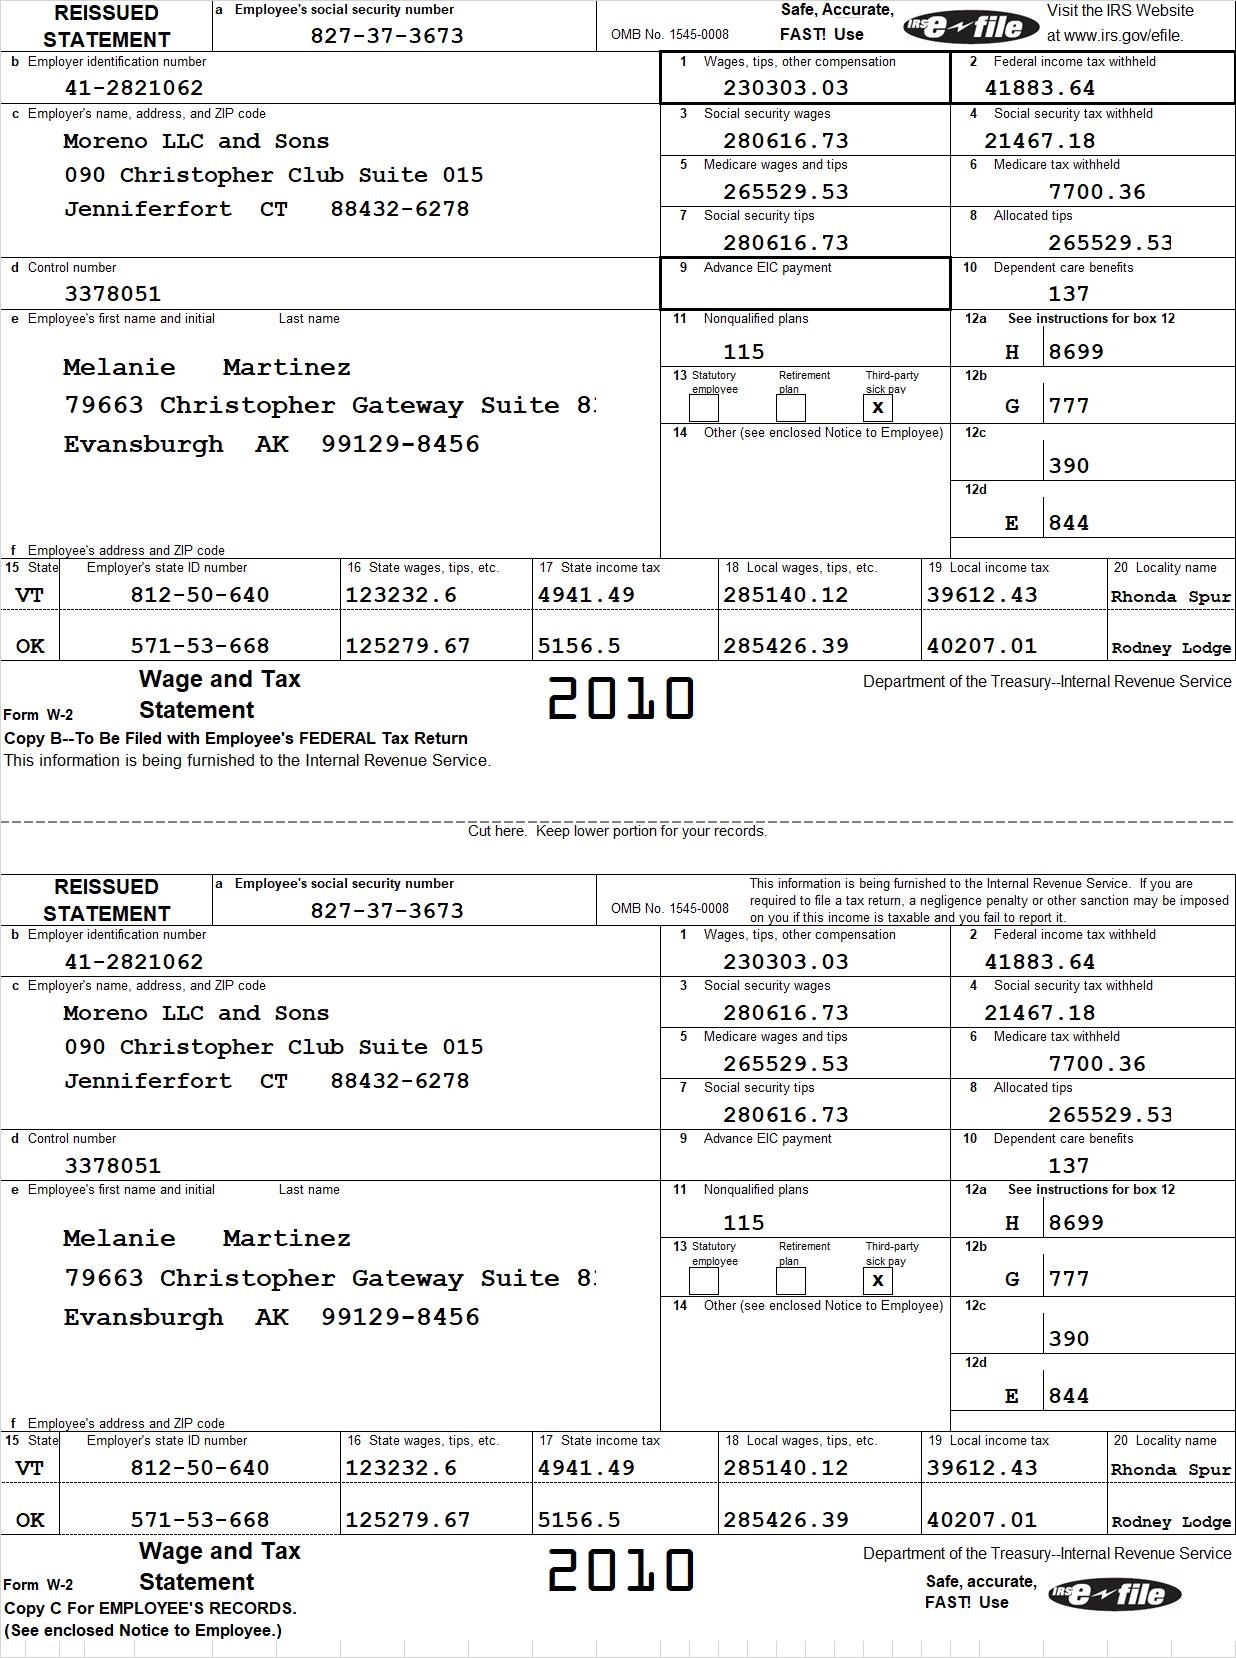 REISSUED STATEMENT
a Employee's social security number
827-37-3673
OMB No. 1545-0008
Safe, Accurate, FAST! Use
IRS e-file
Visit the IRS Website at www.irs.gov/efile.
b Employer identification number
41-2821062
1 Wages, tips, other compensation
230303.03
2 Federal income tax withheld
41883.64
c Employer's name, address, and ZIP code
Moreno LLC and Sons
090 Christopher Club Suite 015
Jenniferfort CT 88432-6278
3 Social security wages
280616.73
4 Social security tax withheld
21467.18
5 Medicare wages and tips
265529.53
6 Medicare tax withheld
7700.36
7 Social security tips
280616.73
8 Allocated tips
265529.53
d Control number
3378051
9 Advance EIC payment
10 Dependent care benefits
137
e Employee's first name and initial Last name
Melanie Martinez
79663 Christopher Gateway Suite
Evansburgh AK 99129-8456
11 Nonqualified plans
115
12a See instructions for box 12
H 8699
13 Statutory employee Retirement plan Third-party sick pay
X
12b
G 777
14 Other (see enclosed Notice to Employee)
12c
390
12d
E 844
f Employee's address and ZIP code
15 State Employer's state ID number 16 State wages, tips, etc. 17 State income tax 18 Local wages, tips, etc. 19 Local income tax 20 Locality name
VT 812-50-640 123232.6 4941.49 285140.12 39612.43 Rhonda Spur
OK 571-53-668 125279.67 5156.5 285426.39 40207.01 Rodney Lodge
Form W-2 Wage and Tax Statement
2010
Department of the Treasury--Internal Revenue Service
Copy B--To Be Filed with Employee's FEDERAL Tax Return
This information is being furnished to the Internal Revenue Service.
Cut here. Keep lower portion for your records.
REISSUED STATEMENT
a Employee's social security number
827-37-3673
OMB No. 1545-0008
This information is being furnished to the Internal Revenue Service. If you are
required to file a tax return, a negligence penalty or other sanction may be imposed
on you if this income is taxable and you fail to report it.
b Employer identification number
41-2821062
1 Wages, tips, other compensation
230303.03
2 Federal income tax withheld
41883.64
c Employer's name, address, and ZIP code
Moreno LLC and Sons
090 Christopher Club Suite 015
Jenniferfort CT 88432-6278
3 Social security wages
280616.73
4 Social security tax withheld
21467.18
5 Medicare wages and tips
265529.53
6 Medicare tax withheld
7700.36
7 Social security tips
280616.73
8 Allocated tips
265529.53
d Control number
3378051
9 Advance EIC payment
10 Dependent care benefits
137
e Employee's first name and initial Last name
Melanie Martinez
79663 Christopher Gateway Suite
Evansburgh AK 99129-8456
11 Nonqualified plans
115
12a See instructions for box 12
H 8699
13 Statutory employee Retirement plan Third-party sick pay
X
12b
G 777
14 Other (see enclosed Notice to Employee)
12c
390
12d
E 844
f Employee's address and ZIP code
15 State Employer's state ID number 16 State wages, tips, etc. 17 State income tax 18 Local wages, tips, etc. 19 Local income tax 20 Locality name
VT 812-50-640 123232.6 4941.49 285140.12 39612.43 Rhonda Spur
OK 571-53-668 125279.67 5156.5 285426.39 40207.01 Rodney Lodge
Form W-2 Wage and Tax Statement
2010
Department of the Treasury--Internal Revenue Service
Safe, accurate, FAST! Use
IRS e-file
Copy C For EMPLOYEE'S RECORDS.
(See enclosed Notice to Employee.)